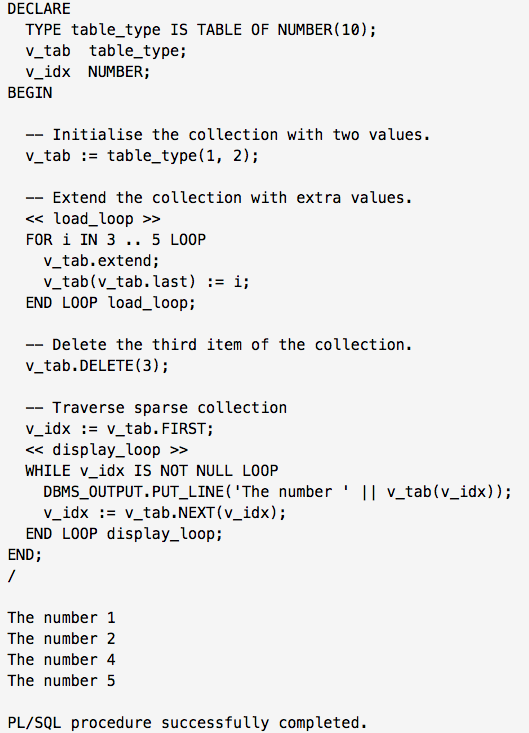 DECLARE
  TYPE table_type IS TABLE OF NUMBER(10);
  v_tab  table_type;
  v_idx  NUMBER;
BEGIN

  -- Initialise the collection with two values.
  v_tab := table_type(1, 2);

  -- Extend the collection with extra values.
  << load_loop >>
  FOR i IN 3 .. 5 LOOP
    v_tab.extend;
    v_tab(v_tab.last) := i;
  END LOOP load_loop;

  -- Delete the third item of the collection.
  v_tab.DELETE(3);

  -- Traverse sparse collection
  v_idx := v_tab.FIRST;
  << display_loop >>
  WHILE v_idx IS NOT NULL LOOP
    DBMS_OUTPUT.PUT_LINE('The number ' || v_tab(v_idx));
    v_idx := v_tab.NEXT(v_idx);
  END LOOP display_loop;
END;
/

The number 1
The number 2
The number 4
The number 5

PL/SQL procedure successfully completed.